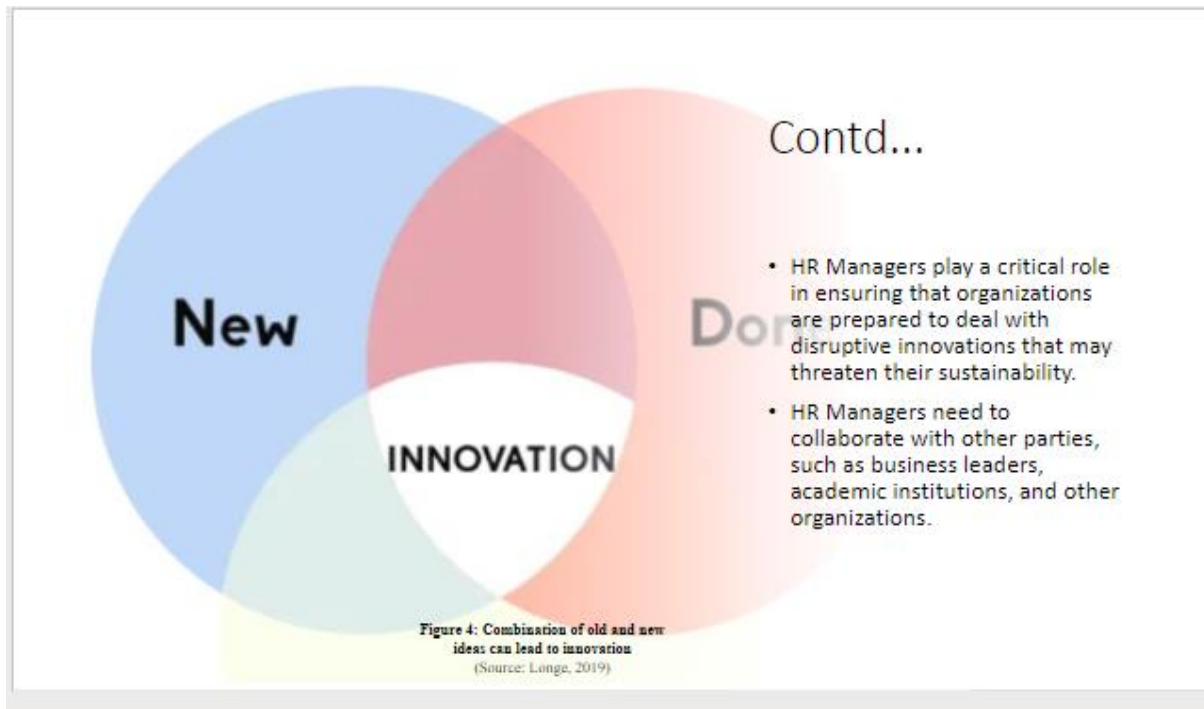 Contd...
New
INNOVATION
• HR Managers play a critical role
in ensuring that organizations
are prepared to deal with
disruptive innovations that may
threaten their sustainability.
• HR Managers need to
collaborate with other parties,
such as business leaders,
academic institutions, and other
organizations.
Figure 4: Combination of old and new
ideas can lead to innovation
(Source: Longe, 2019)